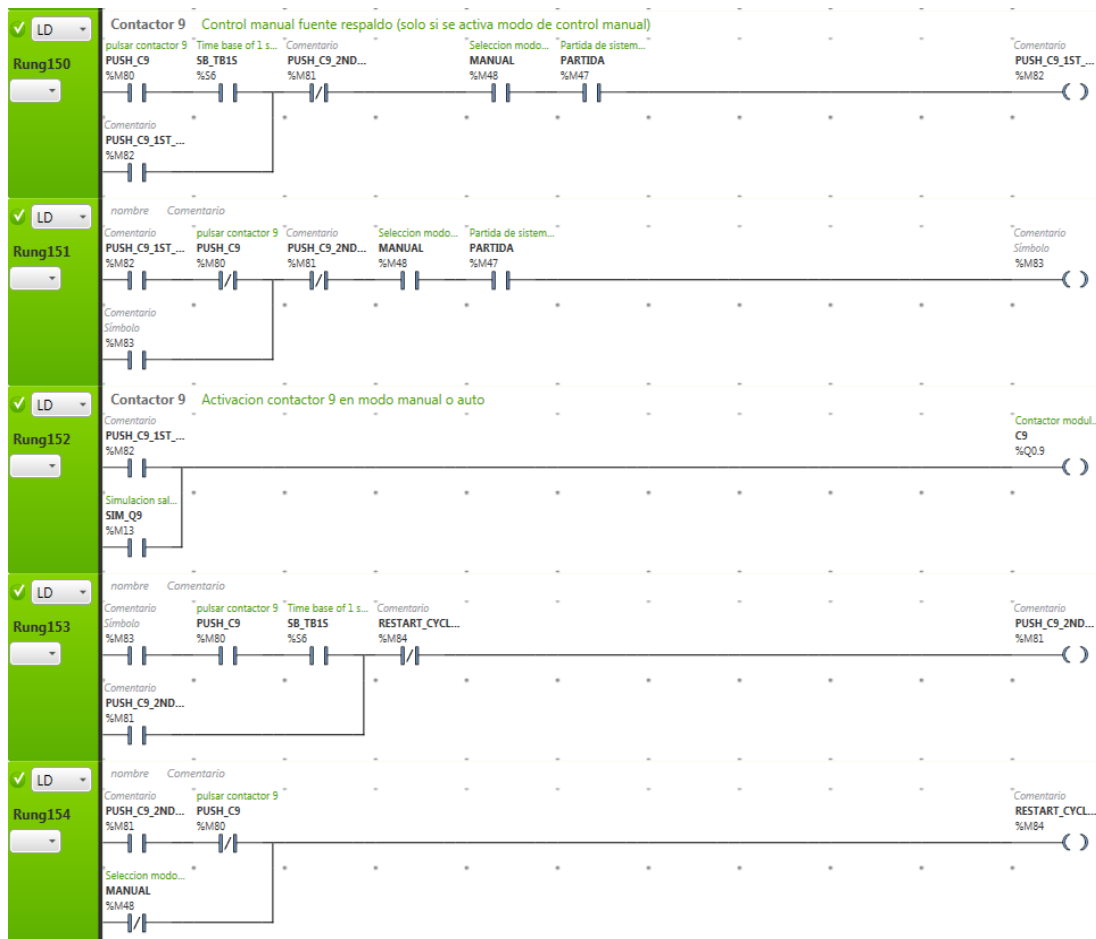 LD
Contactor 9 Control manual fuente respaldo (solo si se activa modo de control manual)
pulsar contactor 9 Time base of 1 s... Comentario Seleccion modo... Partida de sistem... Comentario
Rung150 PUSH_C9 SB_TB1S PUSH_C9_2ND... MANUAL PARTIDA PUSH_C9_1ST_...
%M80 %S6 %M81 %M48 %M47 %M82
Comentario
PUSH_C9_1ST_...
%M82
LD
nombre Comentario
Comentario pulsar contactor 9 Comentario Seleccion modo... Partida de sistem... Comentario
Rung151 PUSH_C9_1ST_... PUSH_C9 PUSH_C9_2ND... MANUAL PARTIDA Símbolo
%M82 %M80 %M81 %M48 %M47 %M83
Comentario
Símbolo
%M83
LD
Contactor 9 Activacion contactor 9 en modo manual o auto
Comentario Contactor modul...
Rung152 PUSH_C9_1ST_... C9
%M82 %Q0.9
Simulacion sal...
SIM_Q9
%M13
LD
nombre Comentario
Comentario pulsar contactor 9 Time base of 1 s... Comentario Comentario
Rung153 Símbolo PUSH_C9 SB_TB1S RESTART_CYCL... PUSH_C9_2ND...
%M83 %M80 %S6 %M84 %M81
Comentario
PUSH_C9_2ND...
%M81
LD
nombre Comentario
Comentario pulsar contactor 9 Comentario
Rung154 PUSH_C9_2ND... PUSH_C9 RESTART_CYCL...
%M81 %M80 %M84
Seleccion modo...
MANUAL
%M48